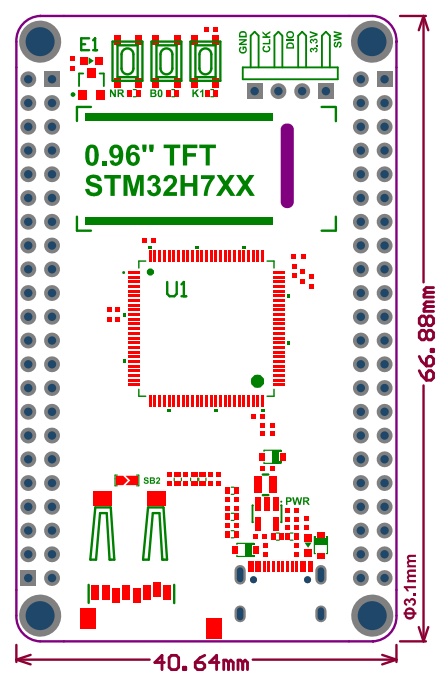 E1
GND
CLK
DIO
3.3V
SW
NR
B0
K1
0.96" TFT
STM32H7XX
U1
SB2
PWR
66.88mm
Φ3.1mm
40.64mm